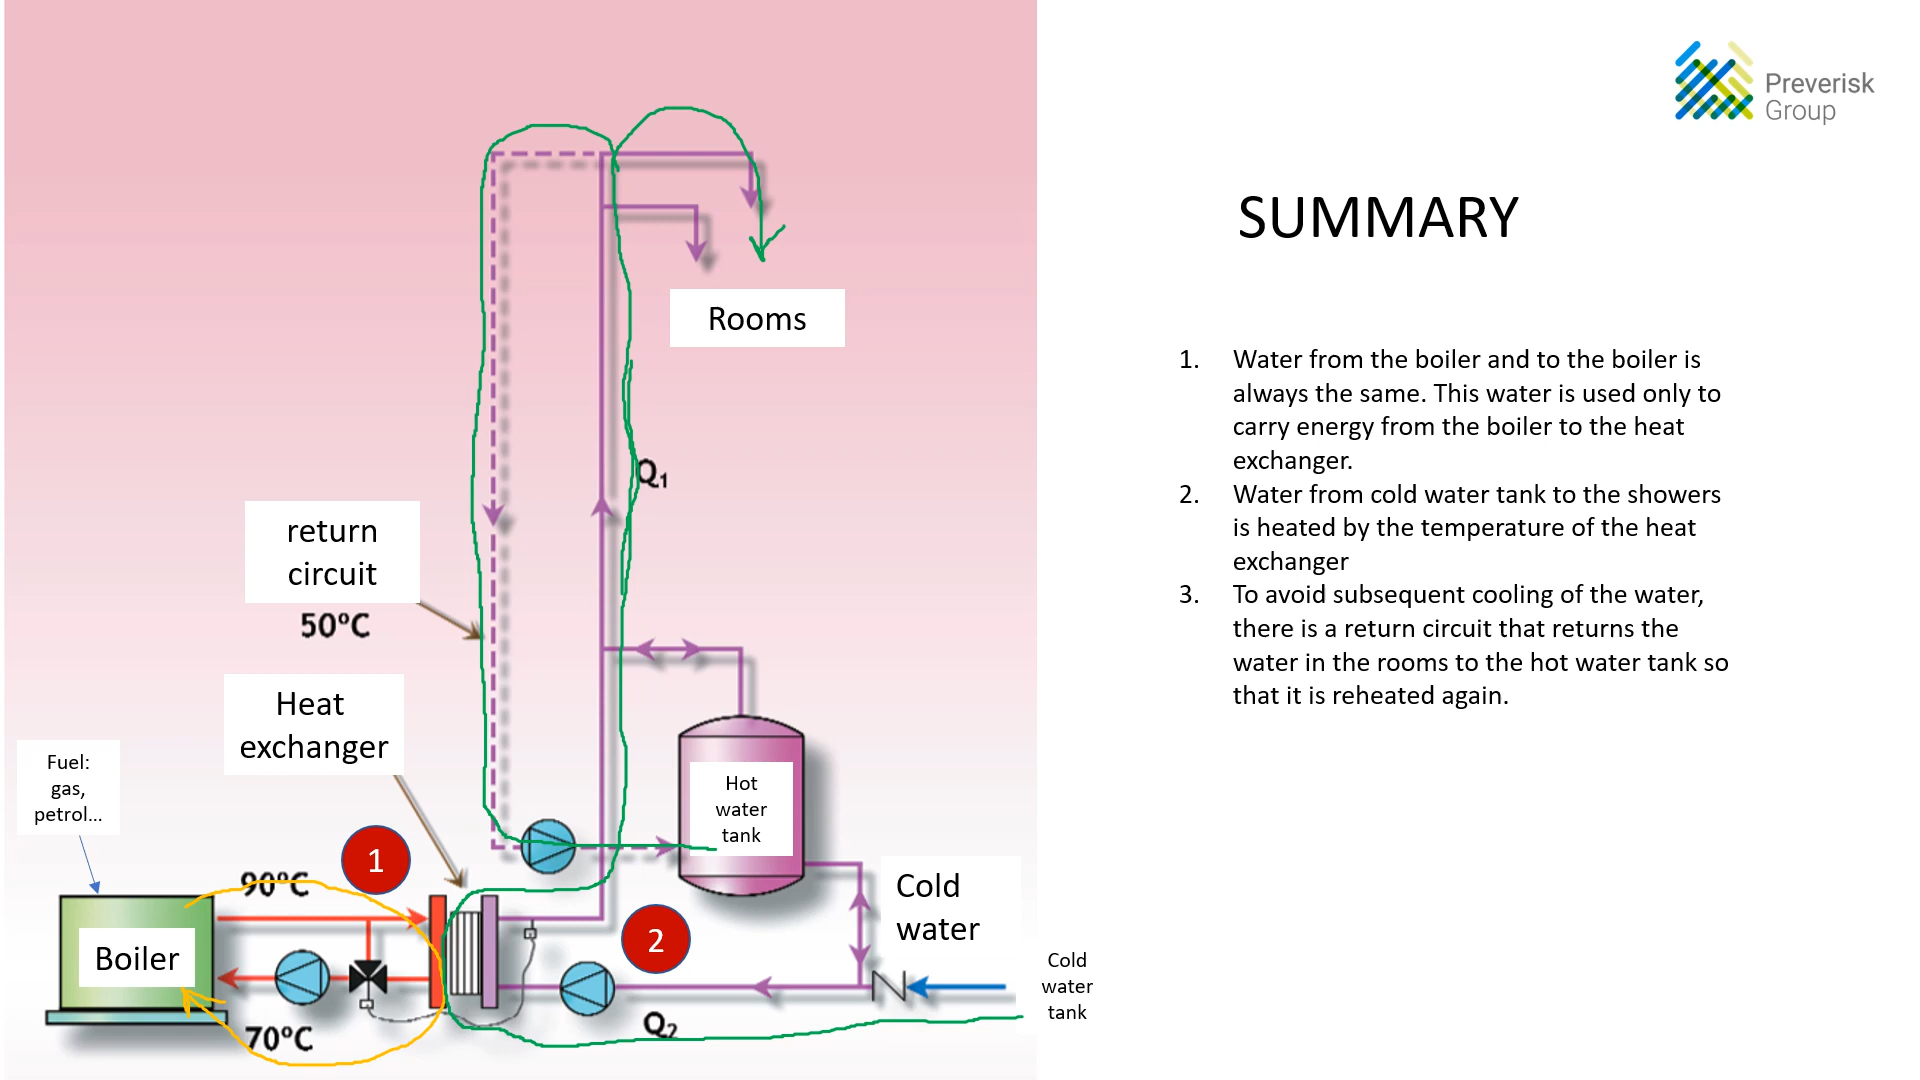 Preverisk
Group
SUMMARY
Rooms
Q1
return
circuit
50ºC
Heat
exchanger
Fuel:
gas,
petrol...
Hot
water
tank
1
90ºC
Boiler
70ºC
2
Q2
Cold
water
Cold
water
tank
1. Water from the boiler and to the boiler is
always the same. This water is used only to
carry energy from the boiler to the heat
exchanger.
2. Water from cold water tank to the showers
is heated by the temperature of the heat
exchanger
3. To avoid subsequent cooling of the water,
there is a return circuit that returns the
water in the rooms to the hot water tank so
that it is reheated again.